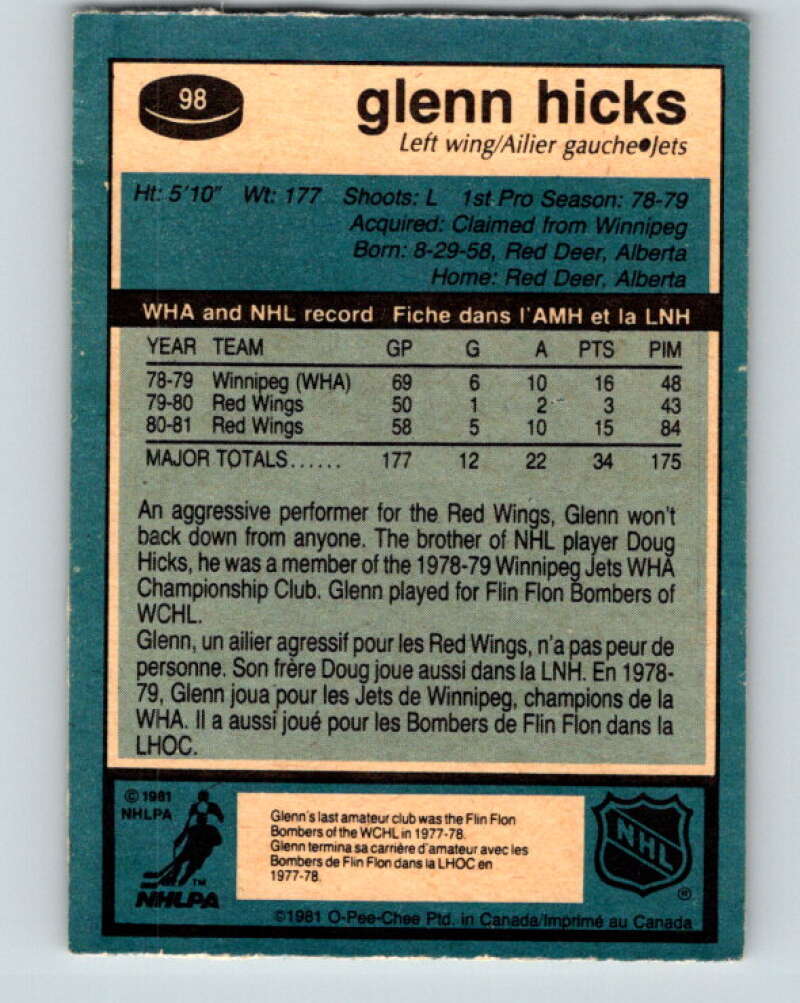 98
glenn hicks
Left wing/Ailier gauche●Jets
Ht: 5'10" Wt: 177 Shoots: L 1st Pro Season: 78-79
Acquired: Claimed from Winnipeg
Born: 8-29-58, Red Deer, Alberta
Home: Red Deer, Alberta
WHA and NHL record Fiche dans l'AMH et la LNH
YEAR TEAM GP G A PTS PIM
78-79 Winnipeg (WHA) 69 6 10 16 48
79-80 Red Wings 50 1 2 3 43
80-81 Red Wings 58 5 10 15 84
MAJOR TOTALS...... 177 12 22 34 175
An aggressive performer for the Red Wings, Glenn won't
back down from anyone. The brother of NHL player Doug
Hicks, he was a member of the 1978-79 Winnipeg Jets WHA
Championship Club. Glenn played for Flin Flon Bombers of
WCHL.
Glenn, un ailier agressif pour les Red Wings, n'a pas peur de
personne. Son frère Doug joue aussi dans la LNH. En 1978-
79, Glenn joua pour les Jets de Winnipeg, champions de la
WHA. Il a aussi joué pour les Bombers de Flin Flon dans la
LHOC.
© 1981
NHLPA
TM
NHLPA
Glenn's last amateur club was the Flin Flon
Bombers of the WCHL in 1977-78.
Glenn termina sa carrière d'amateur avec les
Bombers de Flin Flon dans la LHOC en
1977-78.
NHL
®
©1981 O-Pee-Chee Ptd. in Canada/Imprimé au Canada